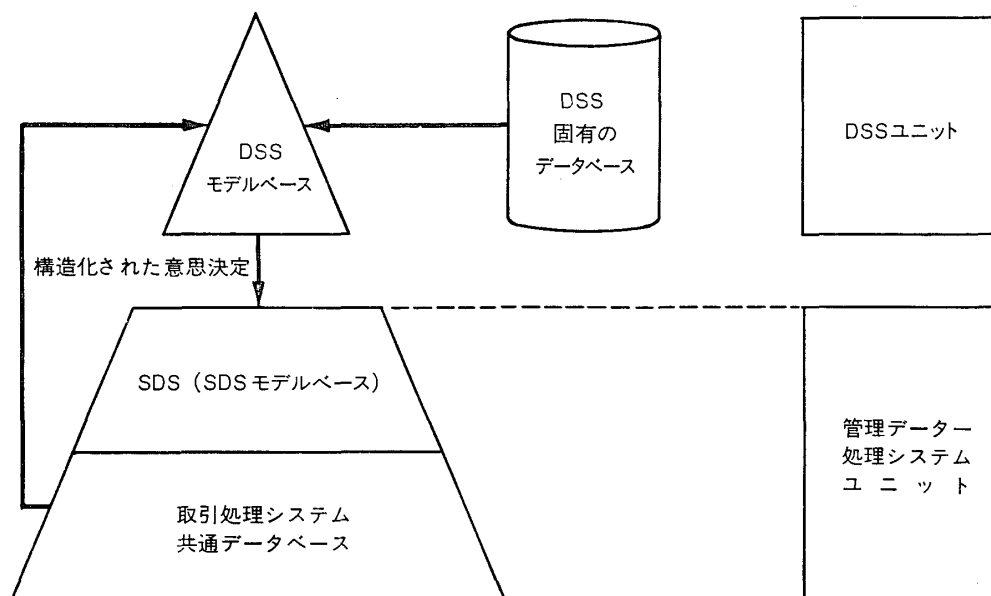 DSS
モデルベース
DSS
固有の
データベース
DSSユニット
構造化された意思決定
SDS（SDSモデルベース）
取引処理システム
共通データベース
管理データー
処理システム
ユニット